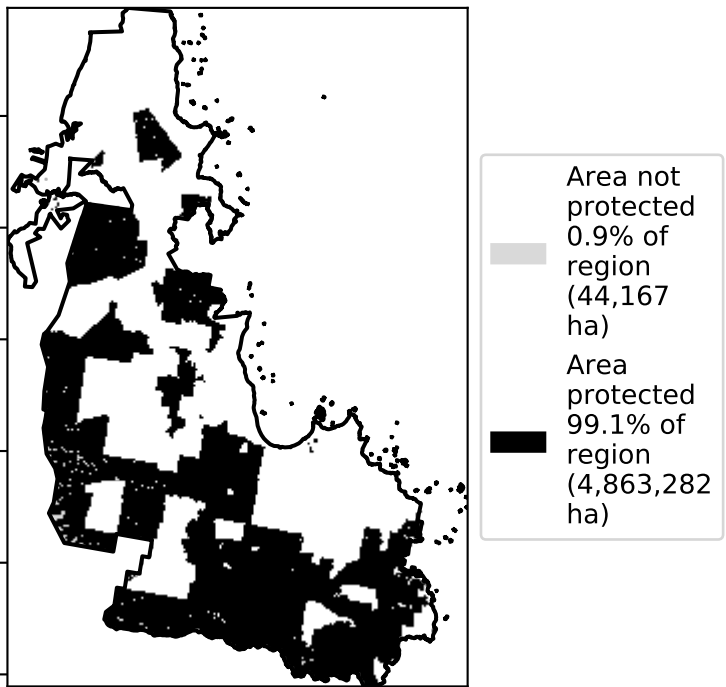 Area not
protected
0.9% of
region
(44,167
ha)
Area
protected
99.1% of
region
(4,863,282
ha)